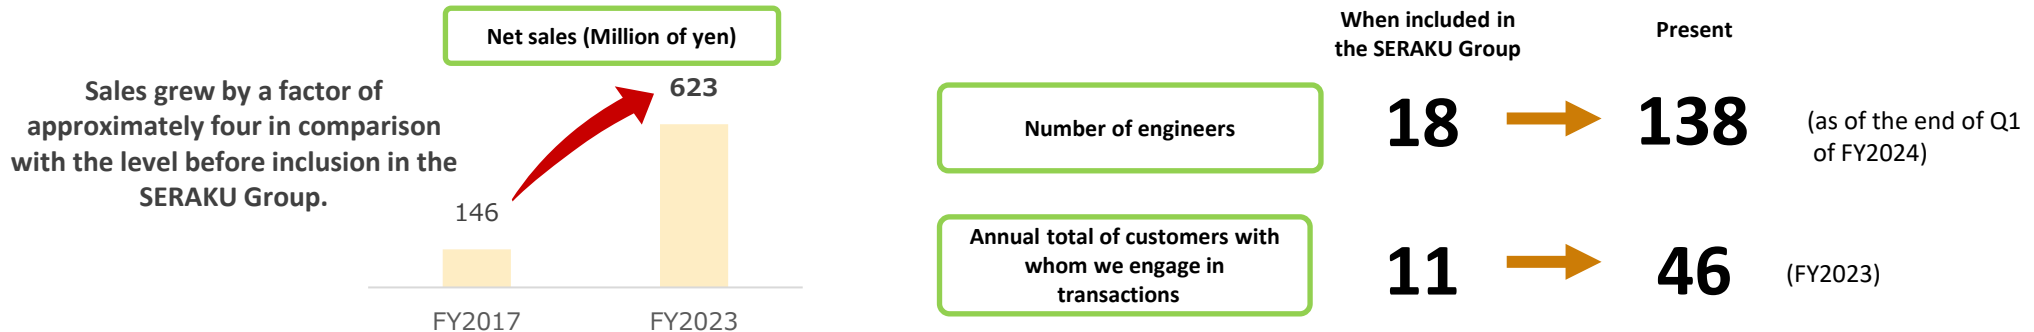 Net sales (Million of yen)
Sales grew by a factor of
approximately four in comparison
with the level before inclusion in the
SERAKU Group.
623
146
FY2017
FY2023
When included in
the SERAKU Group
Present
Number of engineers
18
138
(as of the end of Q1
of FY2024)
Annual total of customers with
whom we engage in
transactions
11
46
(FY2023)